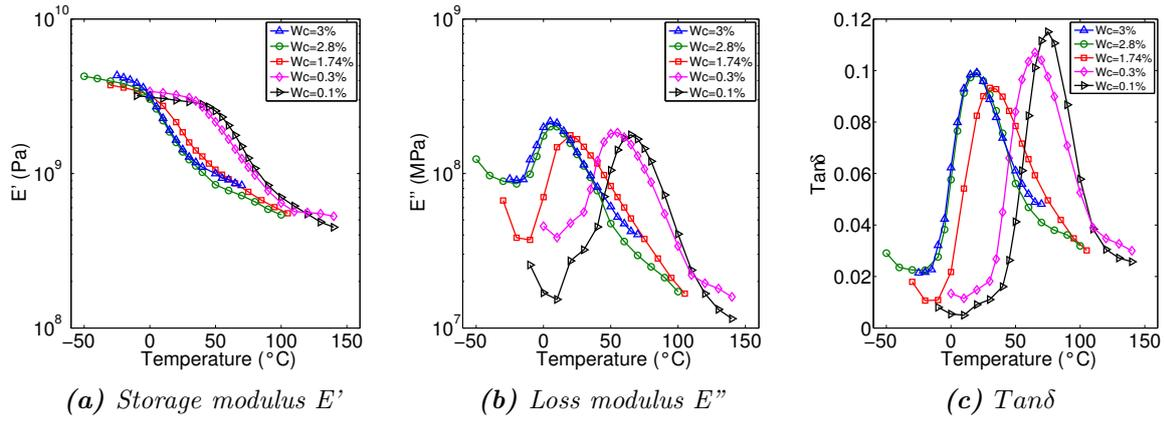 10^10
10^9
10^8
E' (Pa)
−50 0 50 100 150
Temperature (°C)
Wc=3%
Wc=2.8%
Wc=1.74%
Wc=0.3%
Wc=0.1%
(a) Storage modulus E'
10^9
10^8
10^7
E'' (MPa)
−50 0 50 100 150
Temperature (°C)
Wc=3%
Wc=2.8%
Wc=1.74%
Wc=0.3%
Wc=0.1%
(b) Loss modulus E”
0.12
0.1
0.08
0.06
0.04
0.02
0
Tanδ
−50 0 50 100 150
Temperature (°C)
Wc=3%
Wc=2.8%
Wc=1.74%
Wc=0.3%
Wc=0.1%
(c) Tanδ